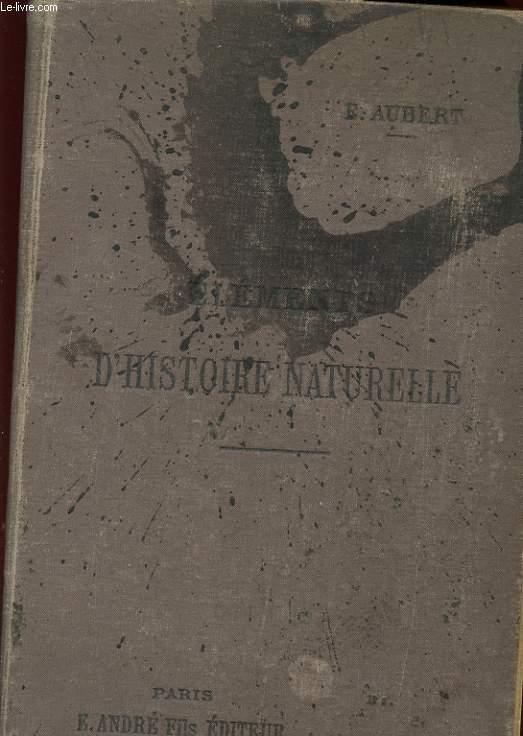 Le-livre.com
E. AUBERT
ÉLÉMENTS
D'HISTOIRE NATURELLE
PARIS
E. ANDRÉ Fils ÉDITEUR